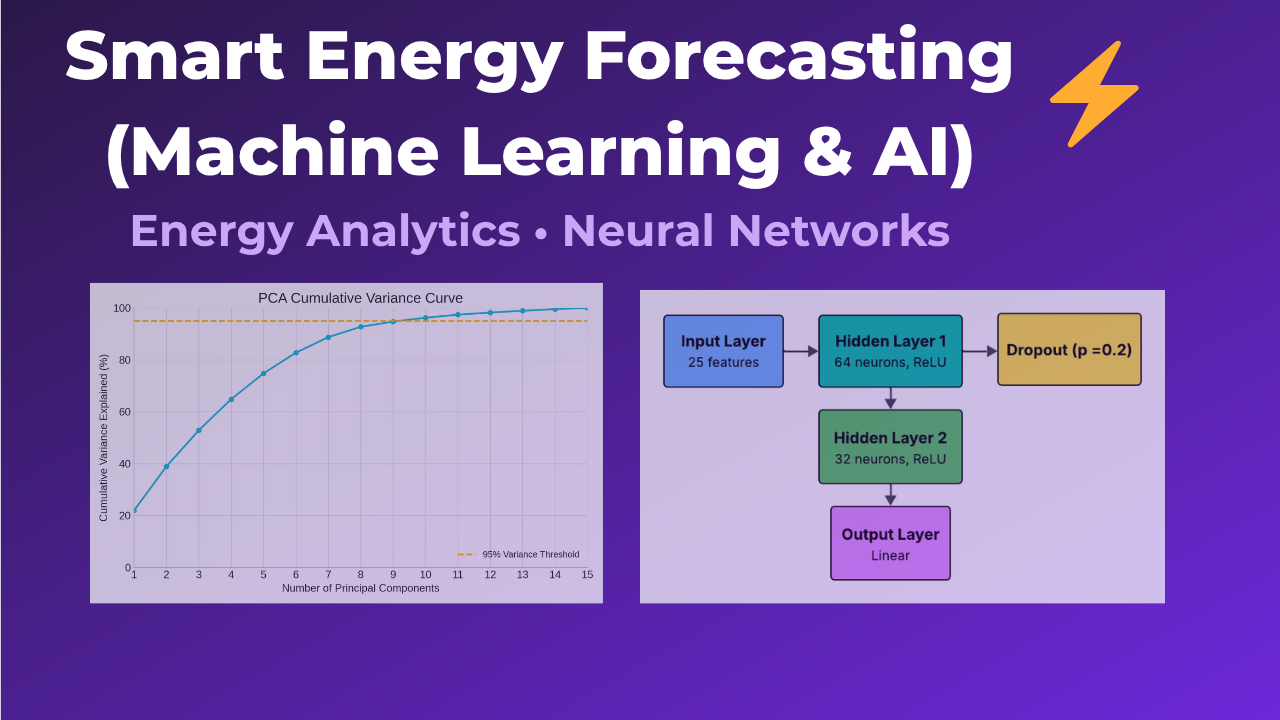 Smart Energy Forecasting
(Machine Learning & AI)
Energy Analytics • Neural Networks
PCA Cumulative Variance Curve
Cumulative Variance Explained (%)
100
80
60
40
20
0
95% Variance Threshold
1 2 3 4 5 6 7 8 9 10 11 12 13 14 15
Number of Principal Components
Input Layer
25 features
Hidden Layer 1
64 neurons, ReLU
Dropout (p =0.2)
Hidden Layer 2
32 neurons, ReLU
Output Layer
Linear